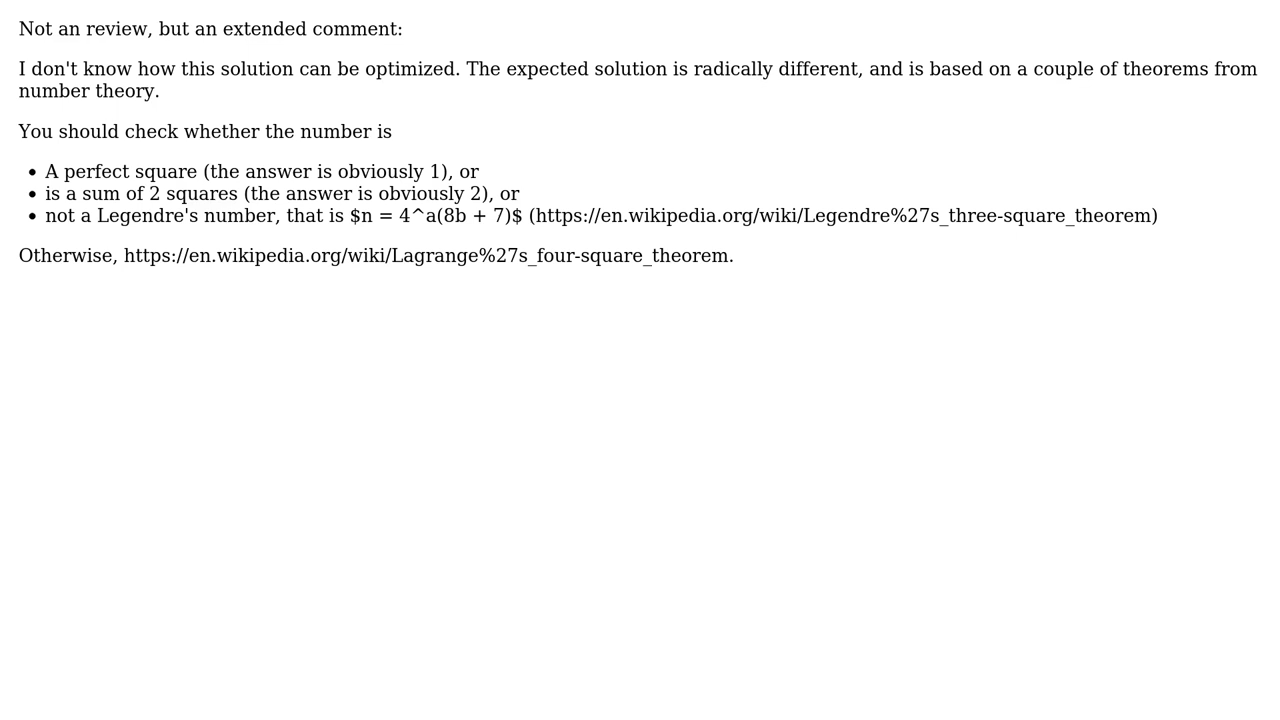 Not an review, but an extended comment:
I don't know how this solution can be optimized. The expected solution is radically different, and is based on a couple of theorems from
number theory.
You should check whether the number is
• A perfect square (the answer is obviously 1), or
• is a sum of 2 squares (the answer is obviously 2), or
• not a Legendre's number, that is $n = 4^a(8b + 7)$ (https://en.wikipedia.org/wiki/Legendre%27s_three-square_theorem)
Otherwise, https://en.wikipedia.org/wiki/Lagrange%27s_four-square_theorem.